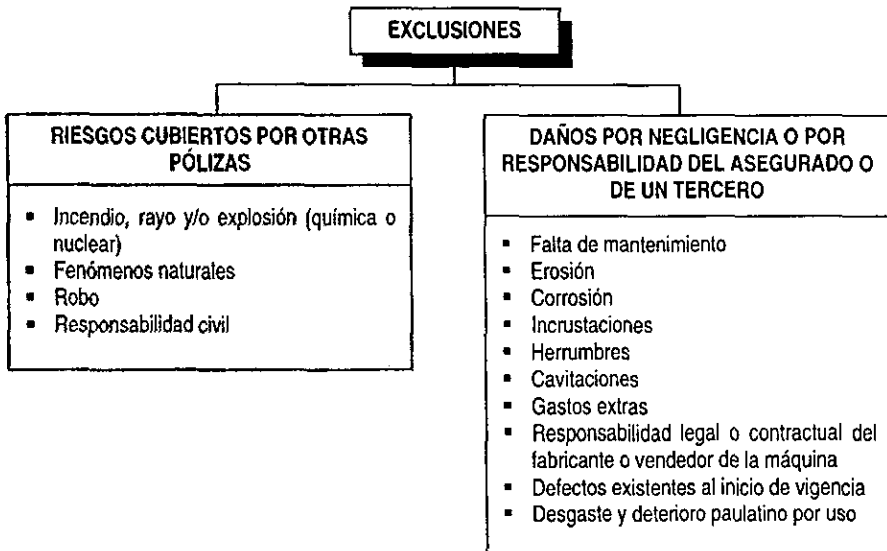 EXCLUSIONES
RIESGOS CUBIERTOS POR OTRAS
PÓLIZAS
▪ Incendio, rayo y/o explosión (química o
nuclear)
▪ Fenómenos naturales
▪ Robo
▪ Responsabilidad civil
DAÑOS POR NEGLIGENCIA O POR
RESPONSABILIDAD DEL ASEGURADO O
DE UN TERCERO
▪ Falta de mantenimiento
▪ Erosión
▪ Corrosión
▪ Incrustaciones
▪ Herrumbres
▪ Cavitaciones
▪ Gastos extras
▪ Responsabilidad legal o contractual del
fabricante o vendedor de la máquina
▪ Defectos existentes al inicio de vigencia
▪ Desgaste y deterioro paulatino por uso